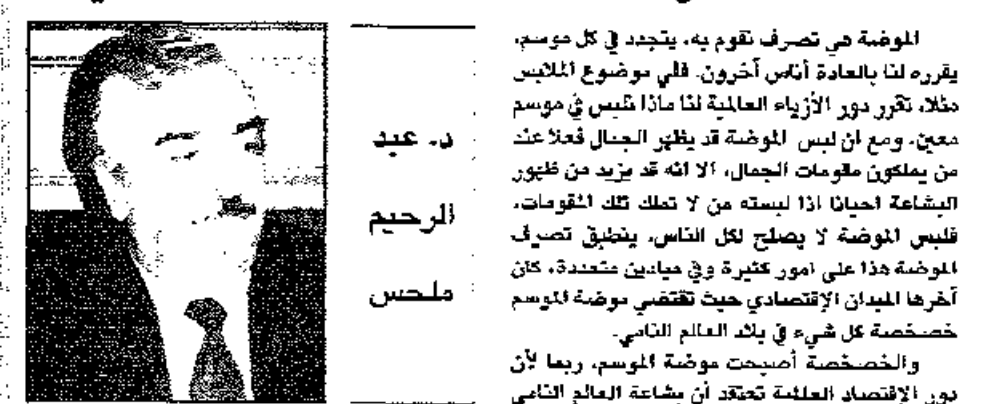 د. عبد
الرحيم
ملحس
الموضة هي تصرف نقوم به، يتجدد في كل موسم،
يقرره لنا بالعادة أناس آخرون. ففي موضوع الملابس
مثلا، تقرر دور الأزياء العالمية لنا ماذا نلبس في موسم
معين. ومع ان لبس الموضة قد يظهر الجمال فعلا عند
من يملكون مقومات الجمال، الا انه قد يزيد من ظهور
البشاعة احيانا اذا لبسته من لا تملك تلك المقومات،
فلبس الموضة لا يصلح لكل الناس. ينطبق تصرف
الموضة هذا على امور كثيرة وفي ميادين متعددة، كان
آخرها الميدان الإقتصادي حيث تقتضي موضة الموسم
خصخصة كل شيء في بلاد العالم النامي.
والخصخصة أصبحت موضة الموسم، ربما لأن
دور الإقتصاد العالمية تعتقد أن بشاعة العالم النامي